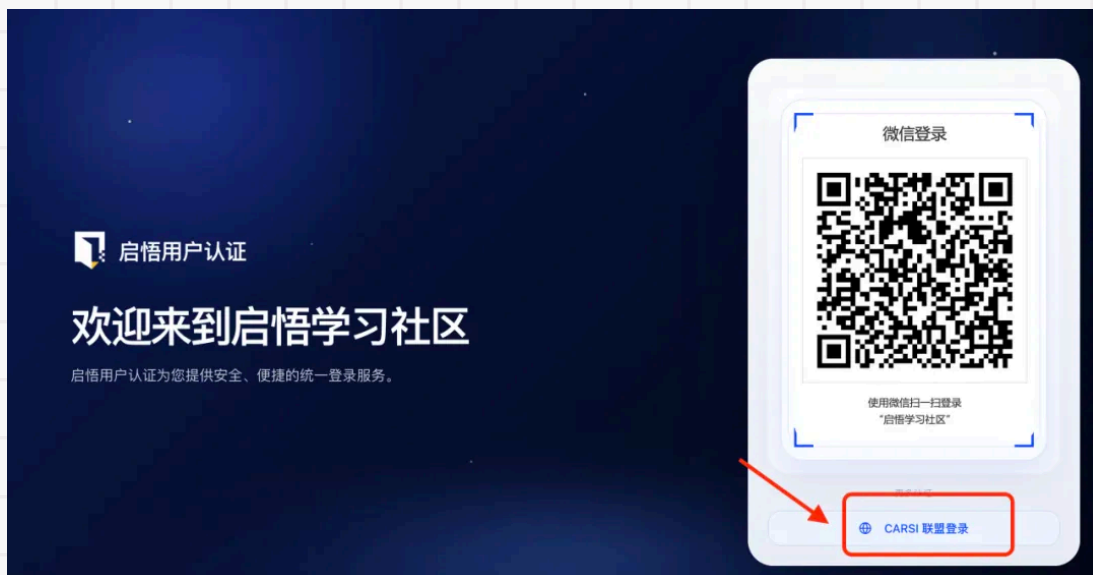 启悟用户认证
欢迎来到启悟学习社区
启悟用户认证为您提供安全、便捷的统一登录服务。
微信登录
使用微信扫一扫登录
“启悟学习社区”
CARSI 联盟登录